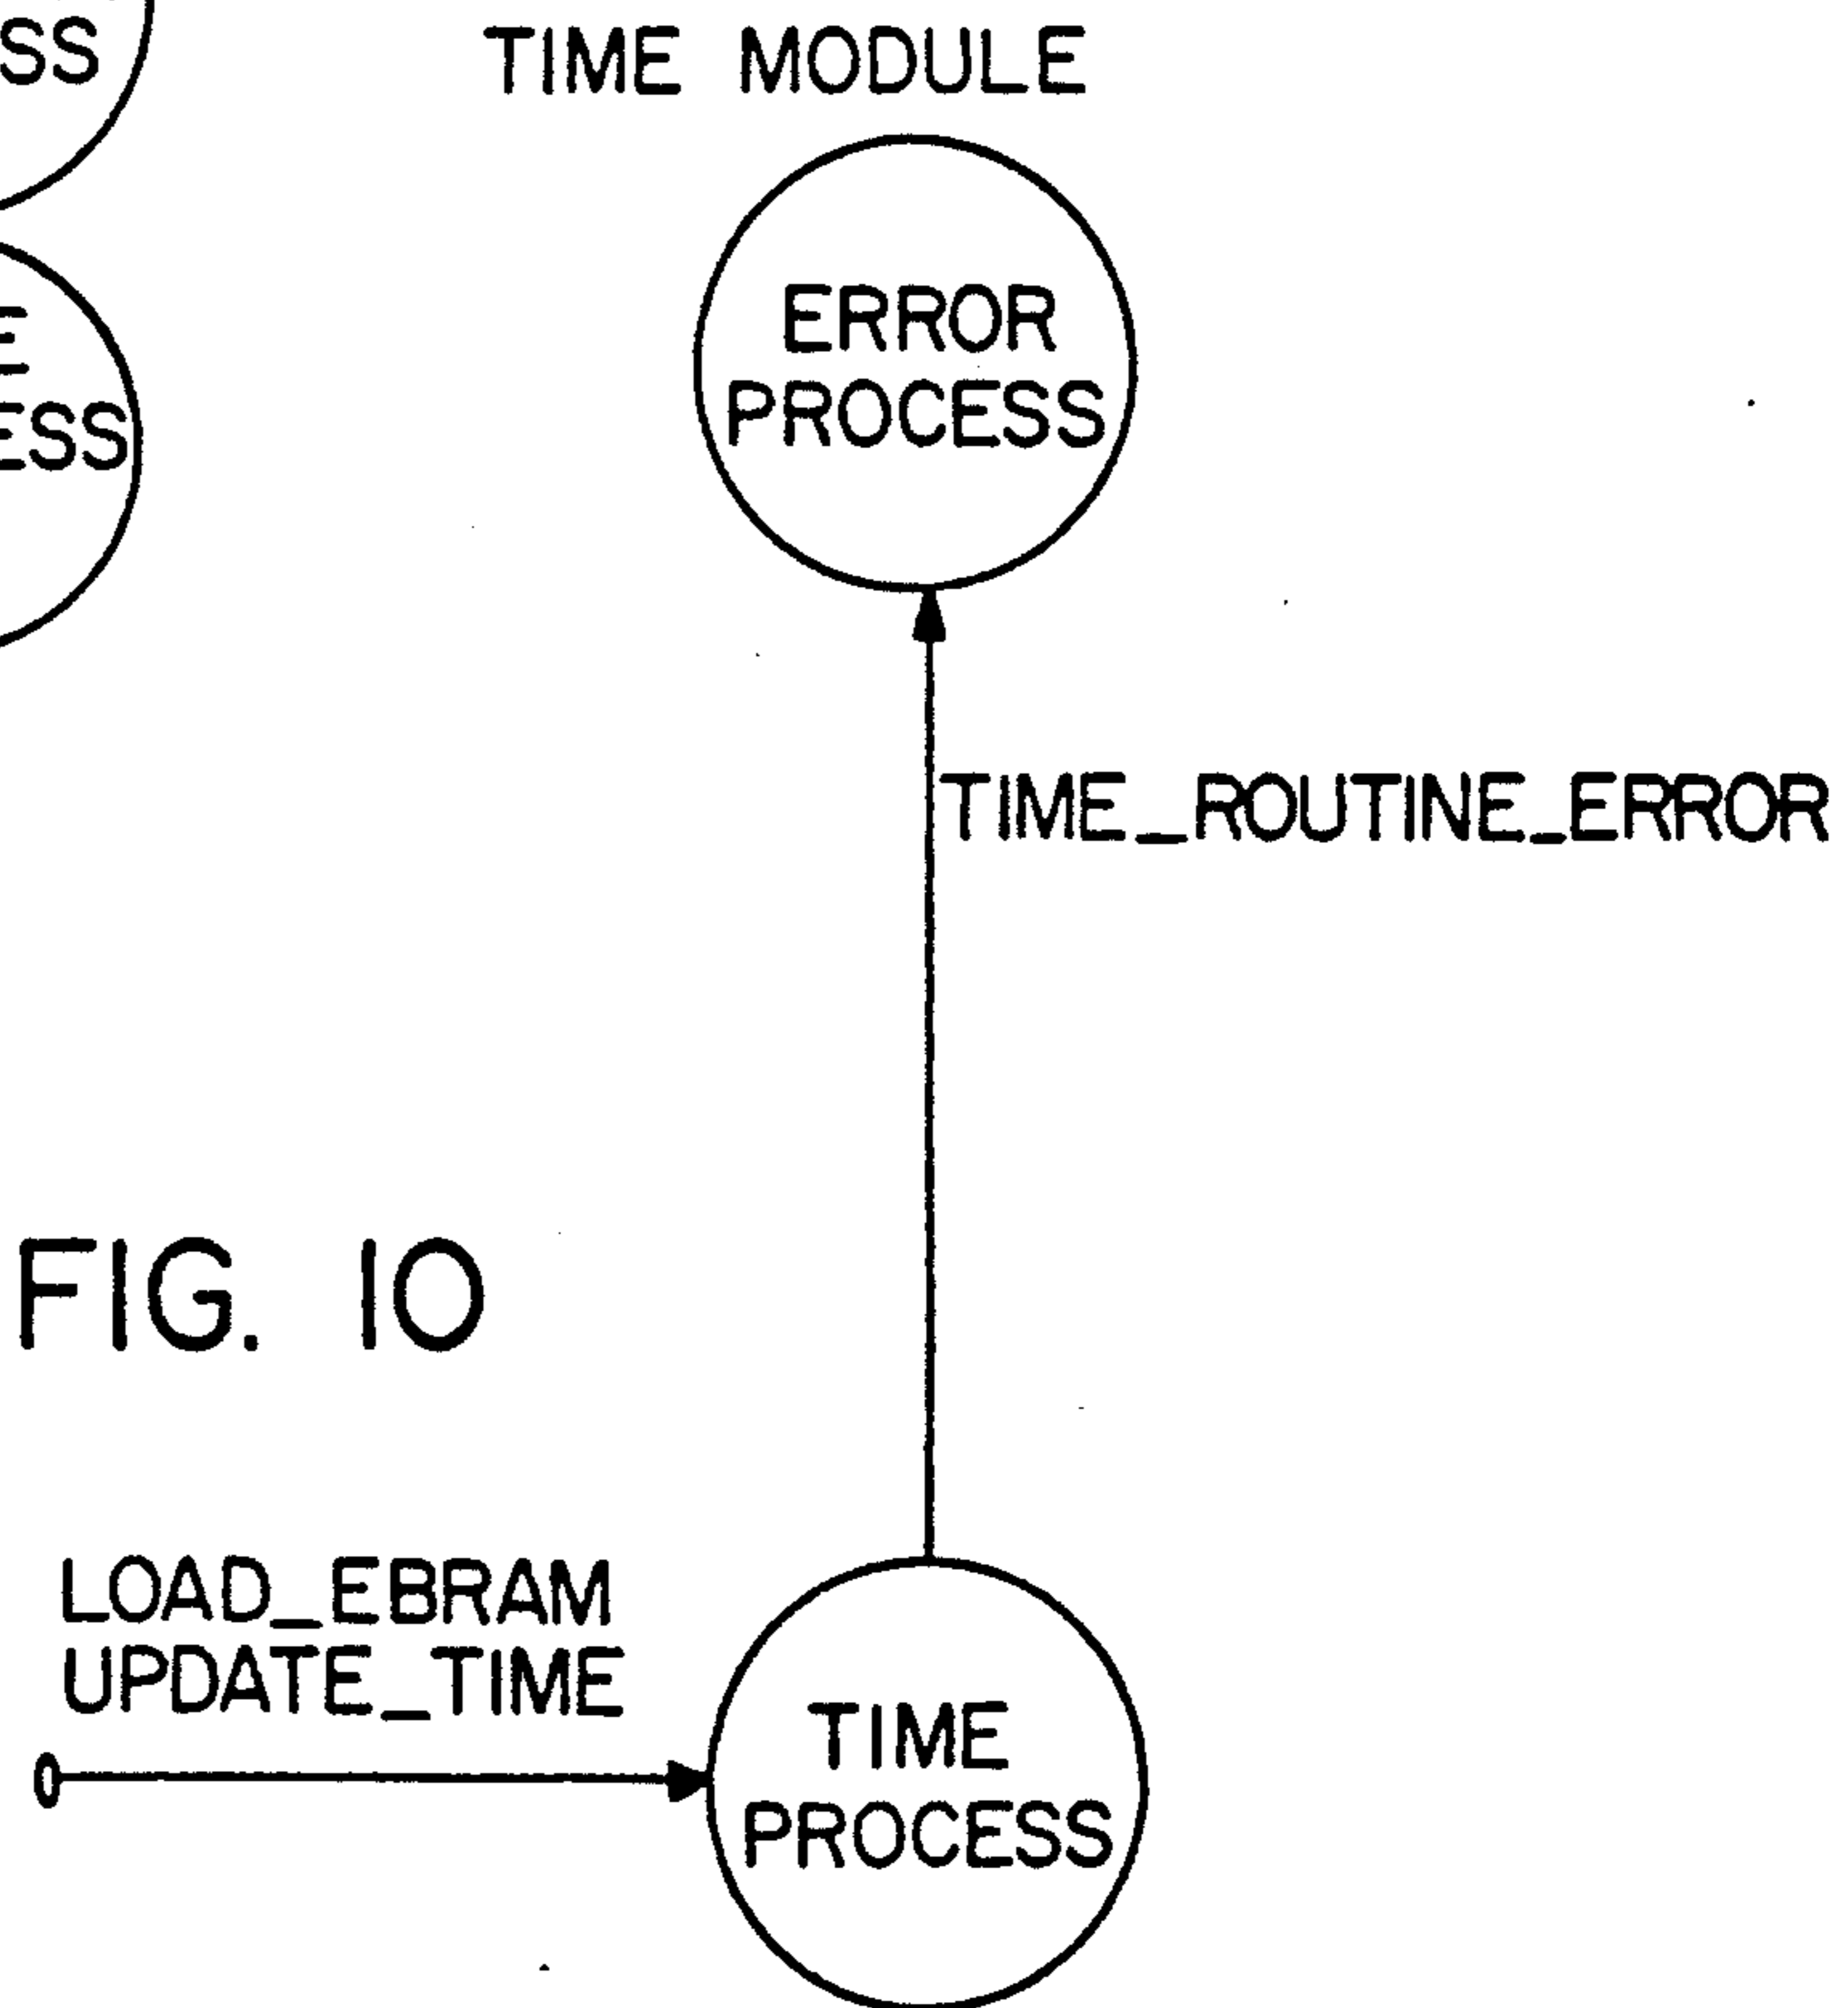 TIME MODULE
ERROR
PROCESS
TIME_ROUTINE_ERROR
FIG. 10
LOAD_EBRAM
UPDATE_TIME
TIME
PROCESS